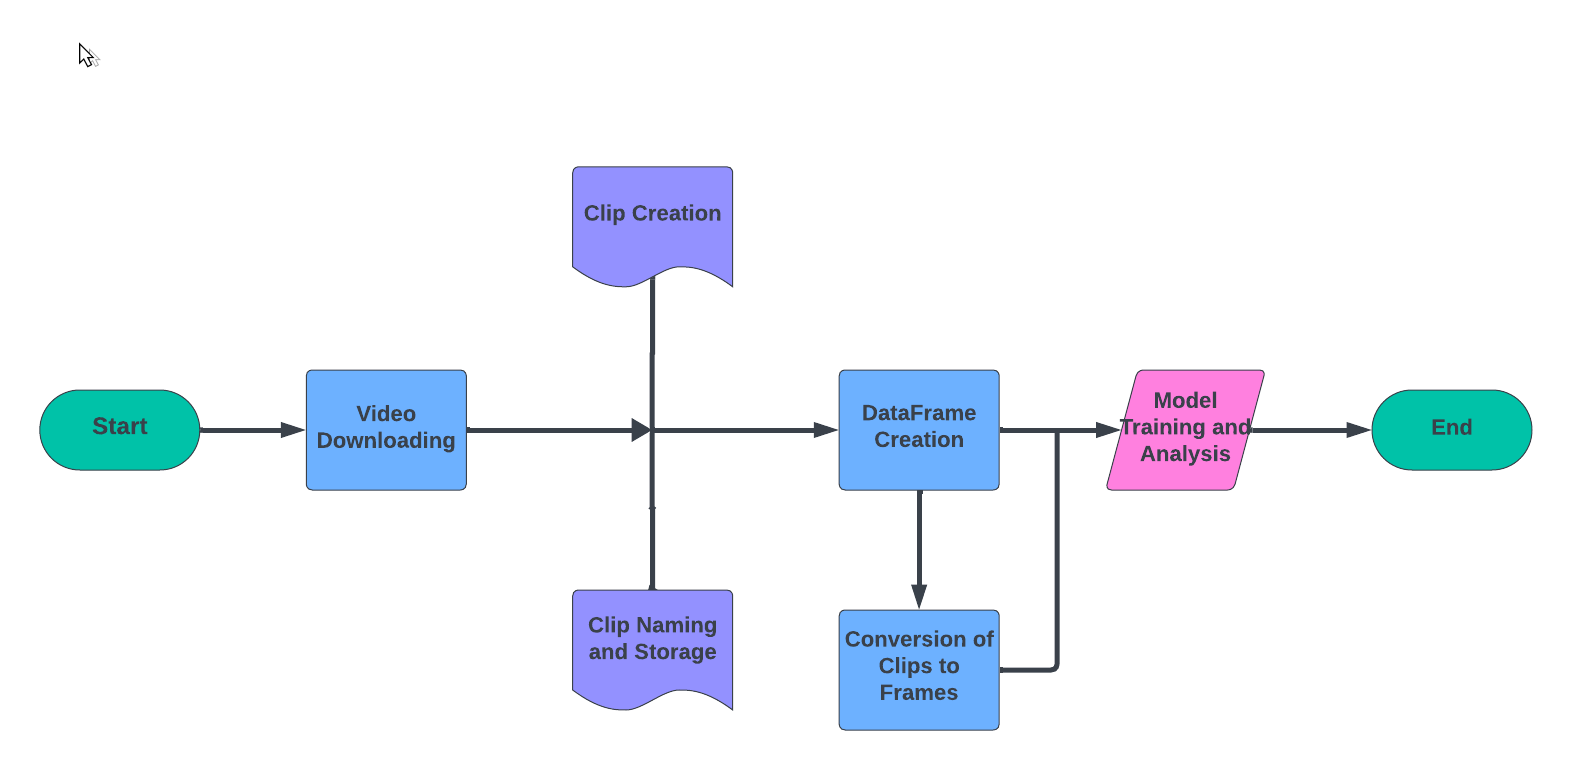 Clip Creation
Start
Video
Downloading
DataFrame
Creation
Model
Training and
Analysis
End
Clip Naming
and Storage
Conversion of
Clips to
Frames